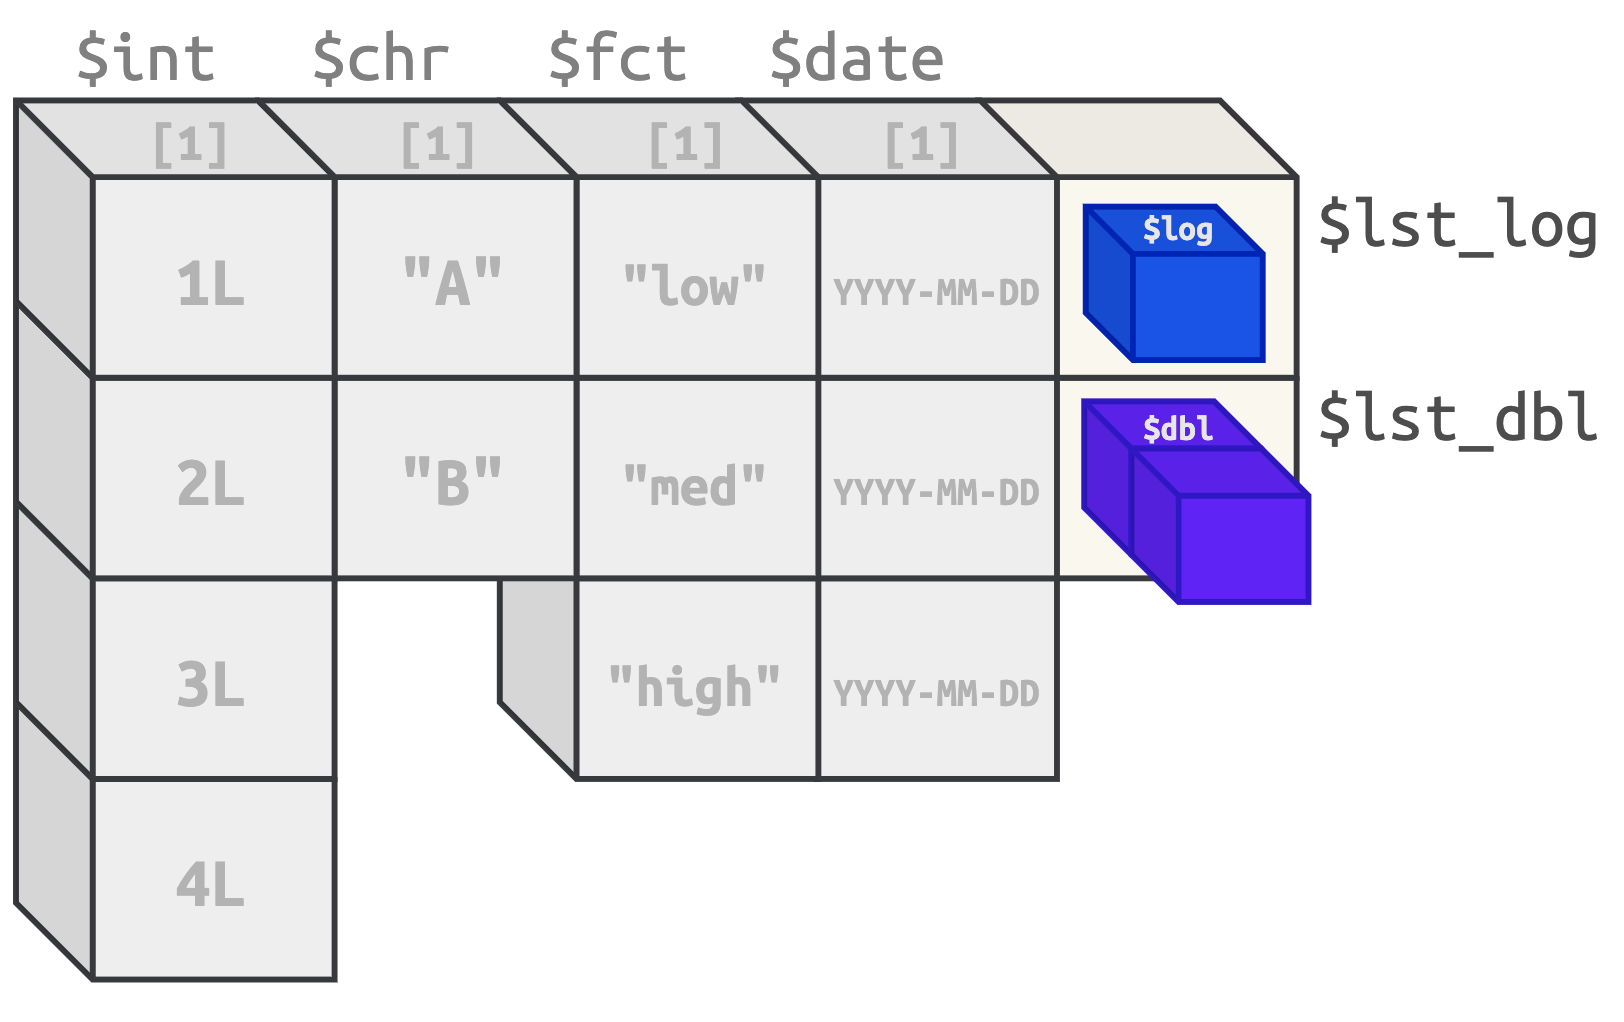 $int $chr $fct $date
[1] [1] [1] [1]
$log $lst_log
1L "A" "low" YYYY-MM-DD
$dbl $lst_dbl
2L "B" "med" YYYY-MM-DD
3L "high" YYYY-MM-DD
4L